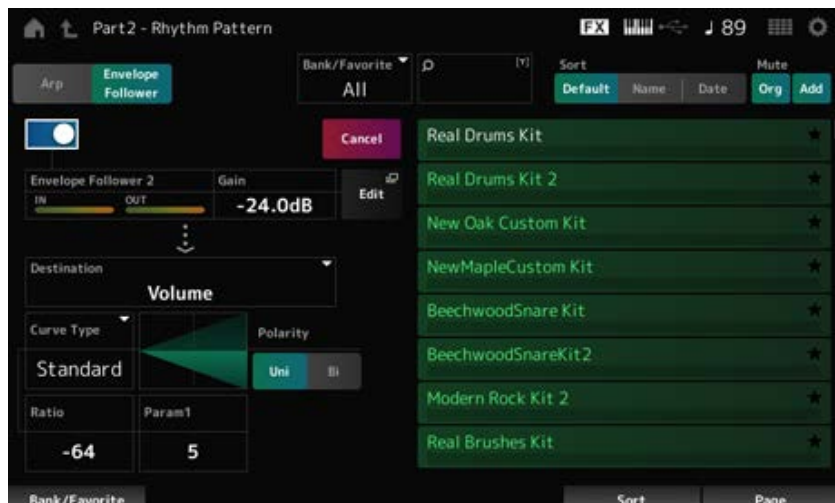 Part2 - Rhythm Pattern
FX
♩ 89
Arp
Envelope
Follower
Bank/Favorite
All
[Y]
Sort
Default Name Date
Mute
Org Add
Cancel
Envelope Follower 2
IN OUT
Gain
-24.0dB
Edit
Destination
Volume
Curve Type
Standard
Polarity
Uni Bi
Ratio
-64
Param1
5
Real Drums Kit
Real Drums Kit 2
New Oak Custom Kit
NewMapleCustom Kit
BeechwoodSnare Kit
BeechwoodSnareKit2
Modern Rock Kit 2
Real Brushes Kit
Bank/Favorite
Sort
Page